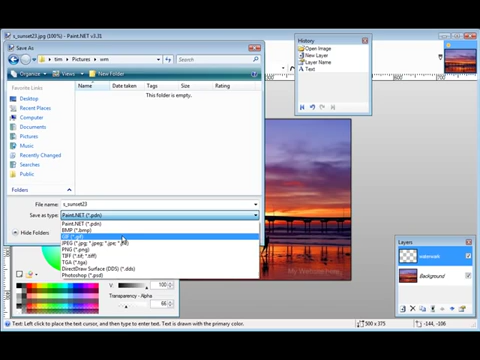 s_sunset23.jpg (100%) - Paint.NET v3.31
Save As
tim Pictures wm
Organize Views New Folder
Favorite Links
Desktop
Recent Places
Computer
Documents
Pictures
Music
Recently Changed
Searches
Public
Folders
Name Date taken Tags Size Rating
This folder is empty.
File name: s_sunset23
Save as type: Paint.NET (*.pdn)
Hide Folders
Paint.NET (*.pdn)
BMP (*.bmp)
GIF (*.gif)
JPEG (*.jpg; *.jpeg; *.jpe; *.jfif)
PNG (*.png)
TIFF (*.tif; *.tiff)
TGA (*.tga)
DirectDraw Surface (DDS) (*.dds)
Photoshop (*.psd)
History
Open Image
New Layer
Layer Name
Text
300
600
700
My Watermark Here
Layers
watermark
Background
V: 100
Transparency - Alpha
66
Text: Left click to place the text cursor, and then type to enter text. Text is drawn with the primary color.
500 x 375
-144, -106